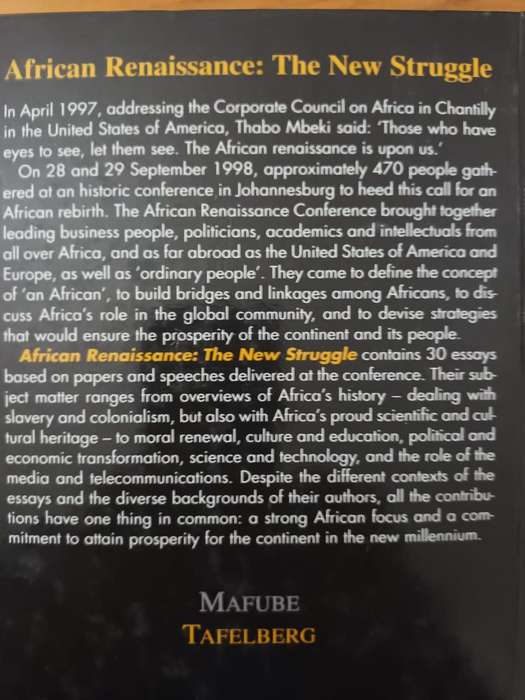 African Renaissance: The New Struggle
In April 1997, addressing the Corporate Council on Africa in Chantilly
in the United States of America, Thabo Mbeki said: ‘Those who have
eyes to see, let them see. The African renaissance is upon us.’
On 28 and 29 September 1998, approximately 470 people gath-
ered at an historic conference in Johannesburg to heed this call for an
African rebirth. The African Renaissance Conference brought together
leading business people, politicians, academics and intellectuals from
all over Africa, and as far abroad as the United States of America and
Europe, as well as ‘ordinary people’. They came to define the concept
of ‘an African’, to build bridges and linkages among Africans, to dis-
cuss Africa’s role in the global community, and to devise strategies
that would ensure the prosperity of the continent and its people.
African Renaissance: The New Struggle contains 30 essays
based on papers and speeches delivered at the conference. Their sub-
ject matter ranges from overviews of Africa’s history – dealing with
slavery and colonialism, but also with Africa’s proud scientific and cul-
tural heritage – to moral renewal, culture and education, political and
economic transformation, science and technology, and the role of the
media and telecommunications. Despite the different contexts of the
essays and the diverse backgrounds of their authors, all the contribu-
tions have one thing in common: a strong African focus and a com-
mitment to attain prosperity for the continent in the new millennium.
MAFUBE
TAFELBERG